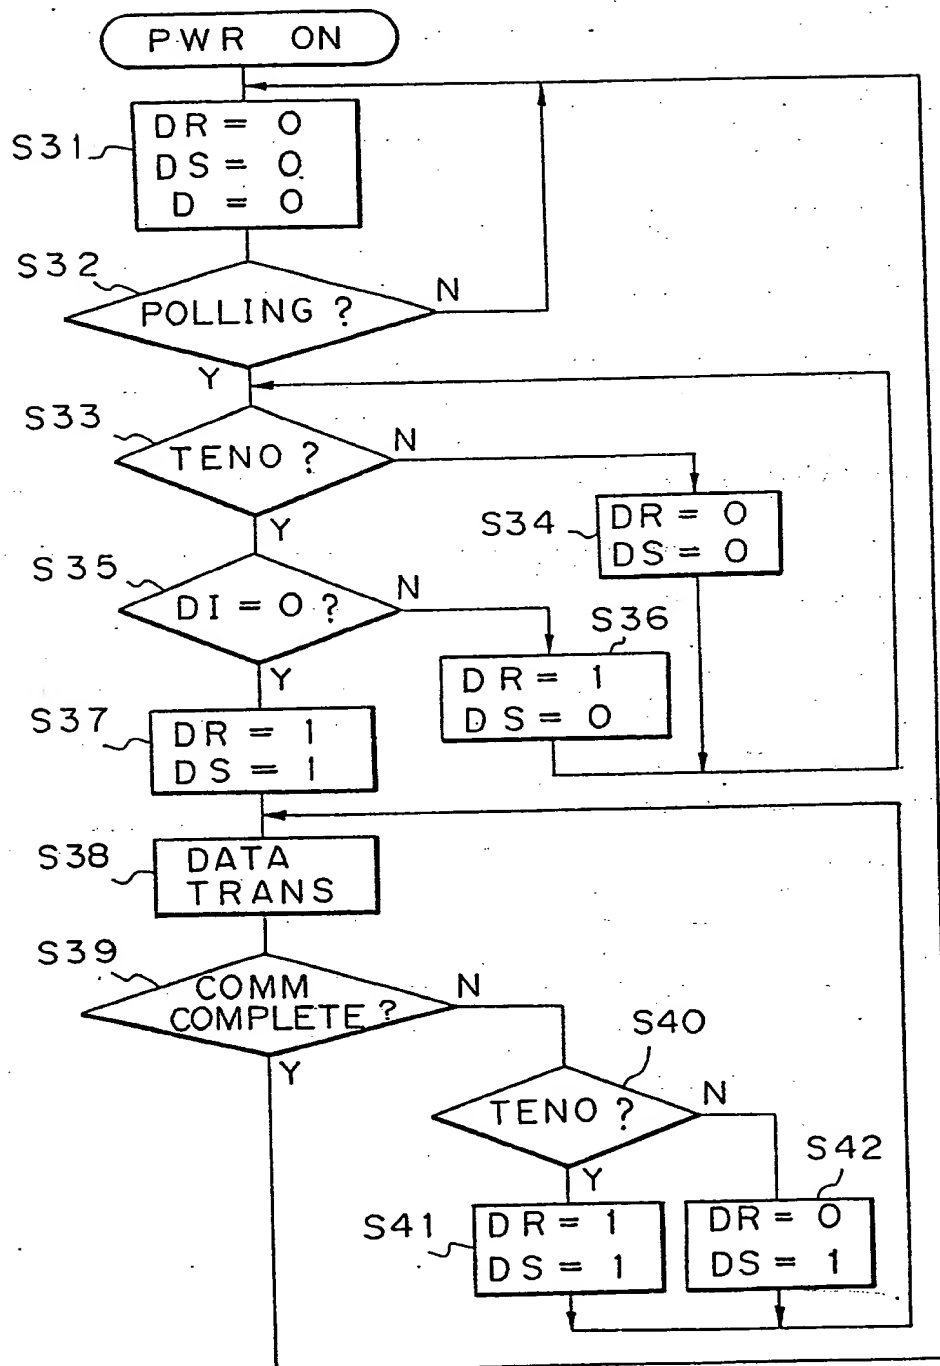 PWR ON
S31
DR = 0
DS = 0
D = 0
S32
POLLING ?
N
Y
S33
TENO ?
N
Y
S34
DR = 0
DS = 0
S35
DI = 0 ?
N
Y
S36
DR = 1
DS = 0
S37
DR = 1
DS = 1
S38
DATA
TRANS
S39
COMM
COMPLETE ?
N
Y
S40
TENO ?
N
Y
S41
DR = 1
DS = 1
S42
DR = 0
DS = 1